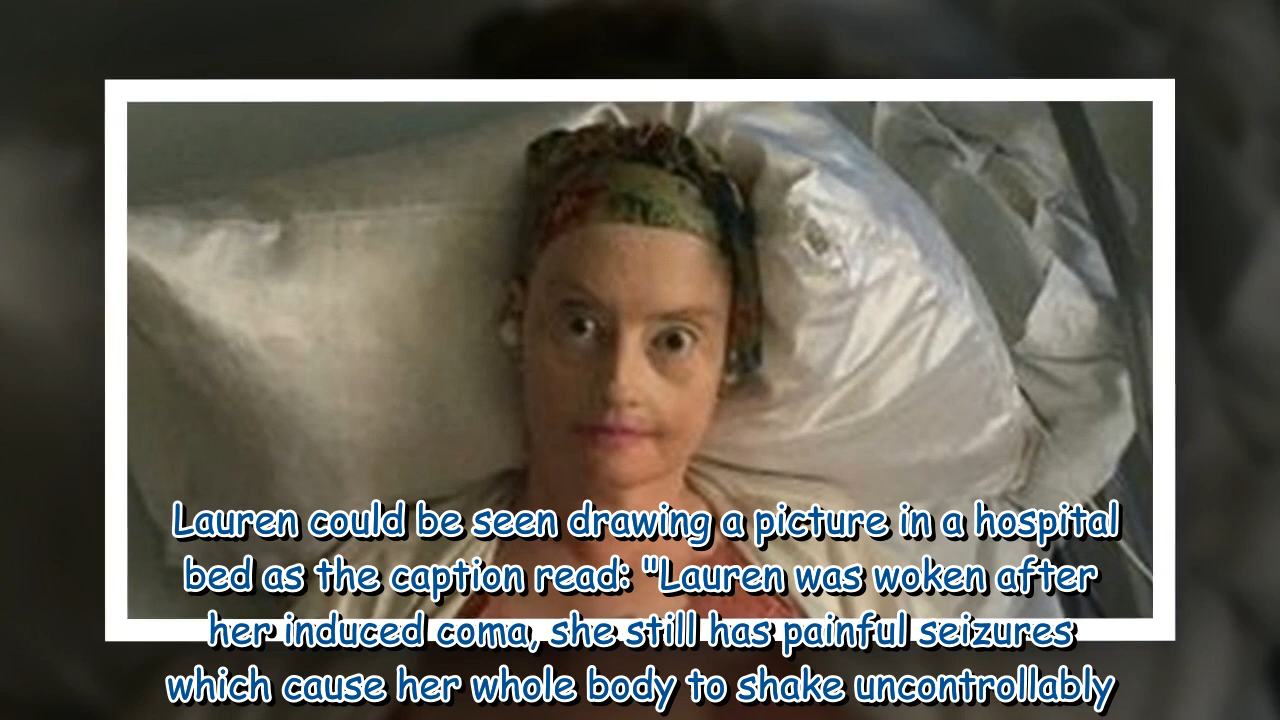 Lauren could be seen drawing a picture in a hospital
bed as the caption read: "Lauren was woken after
her induced coma, she still has painful seizures
which cause her whole body to shake uncontrollably